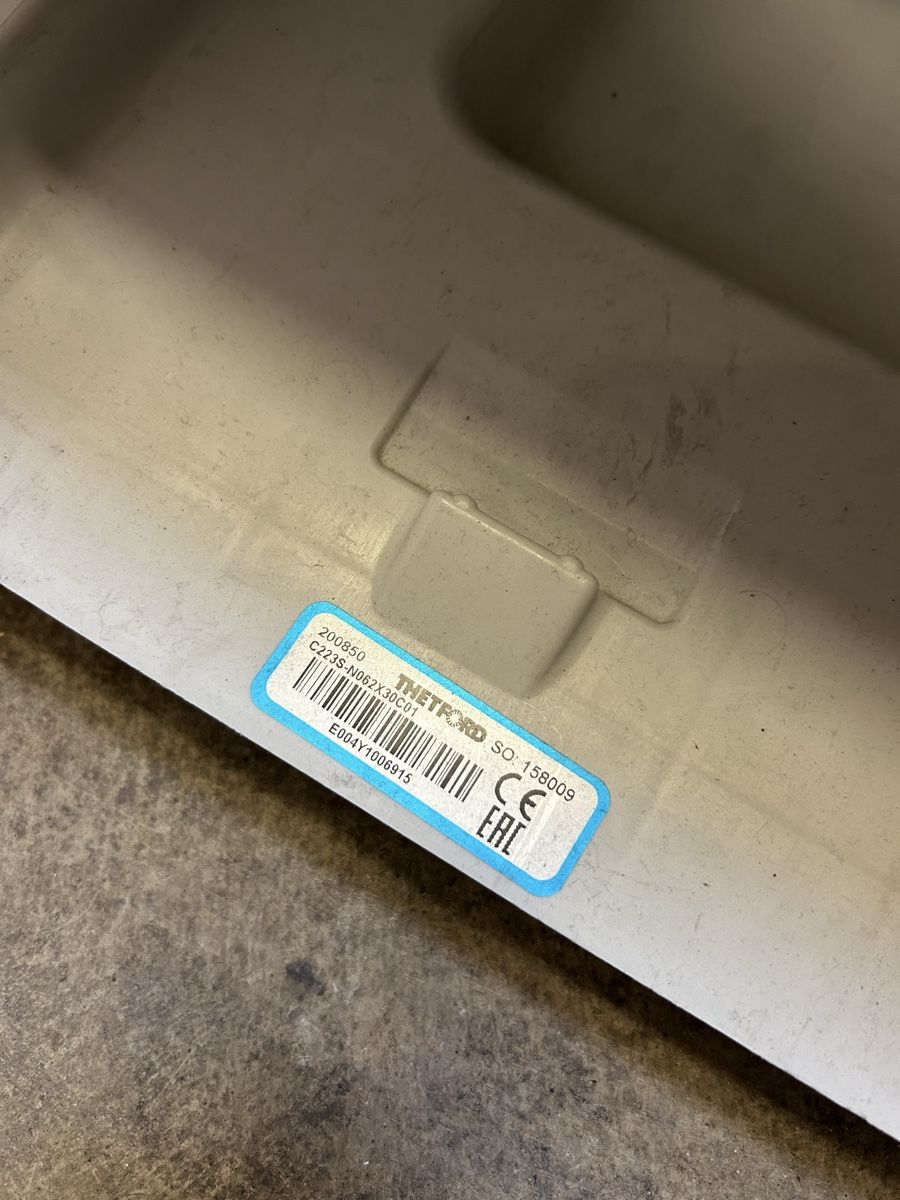 200850
THETFORD SO: 158009
C223S-N062X30C01
E004Y1006915
CE
EAC